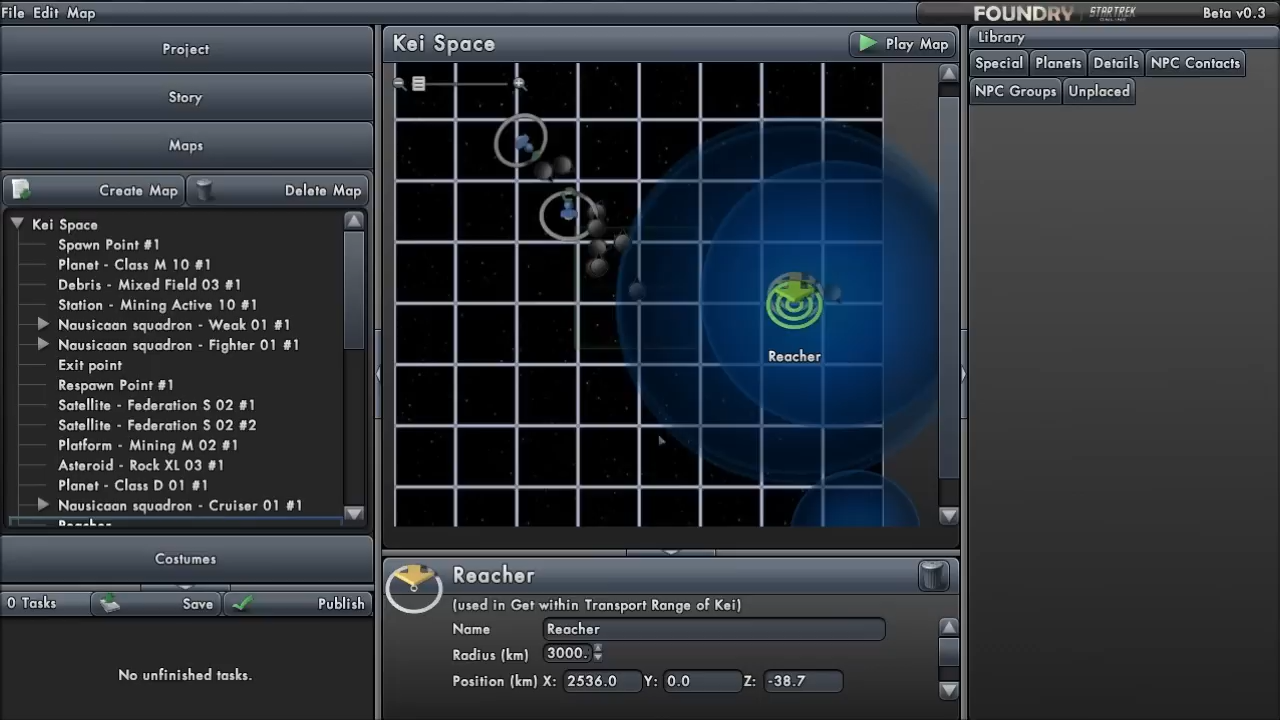 File Edit Map
FOUNDRY STAR TREK Beta v0.3
Project
Story
Maps
Create Map Delete Map
Kei Space
Spawn Point #1
Planet - Class M 10 #1
Debris - Mixed Field 03 #1
Station - Mining Active 10 #1
Nausicaan squadron - Weak 01 #1
Nausicaan squadron - Fighter 01 #1
Exit point
Respawn Point #1
Satellite - Federation S 02 #1
Satellite - Federation S 02 #2
Platform - Mining M 02 #1
Asteroid - Rock XL 03 #1
Planet - Class D 01 #1
Nausicaan squadron - Cruiser 01 #1
Reacher
Costumes
0 Tasks Save Publish
No unfinished tasks.
Kei Space Play Map
Reacher
Reacher
(used in Get within Transport Range of Kei)
Name Reacher
Radius (km) 3000.
Position (km) X: 2536.0 Y: 0.0 Z: -38.7
Library
Special Planets Details NPC Contacts
NPC Groups Unplaced